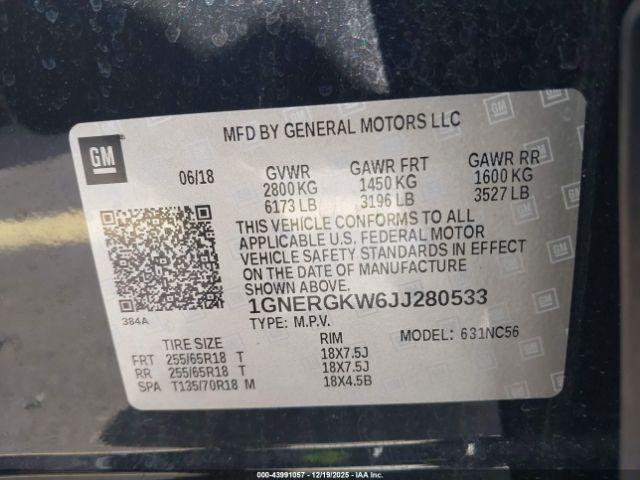 MFD BY GENERAL MOTORS LLC
GM
06/18
GVWR GAWR FRT GAWR RR
2800 KG 1450 KG 1600 KG
6173 LB 3196 LB 3527 LB
THIS VEHICLE CONFORMS TO ALL
APPLICABLE U.S. FEDERAL MOTOR
VEHICLE SAFETY STANDARDS IN EFFECT
ON THE DATE OF MANUFACTURE
SHOWN ABOVE.
384A
1GNERGKW6JJ280533
TYPE: M.P.V. MODEL: 631NC56
TIRE SIZE RIM
FRT 255/65R18 T 18X7.5J
RR 255/65R18 T 18X7.5J
SPA T135/70R18 M 18X4.5B
000-43991057 - 12/19/2025 - IAAI.com